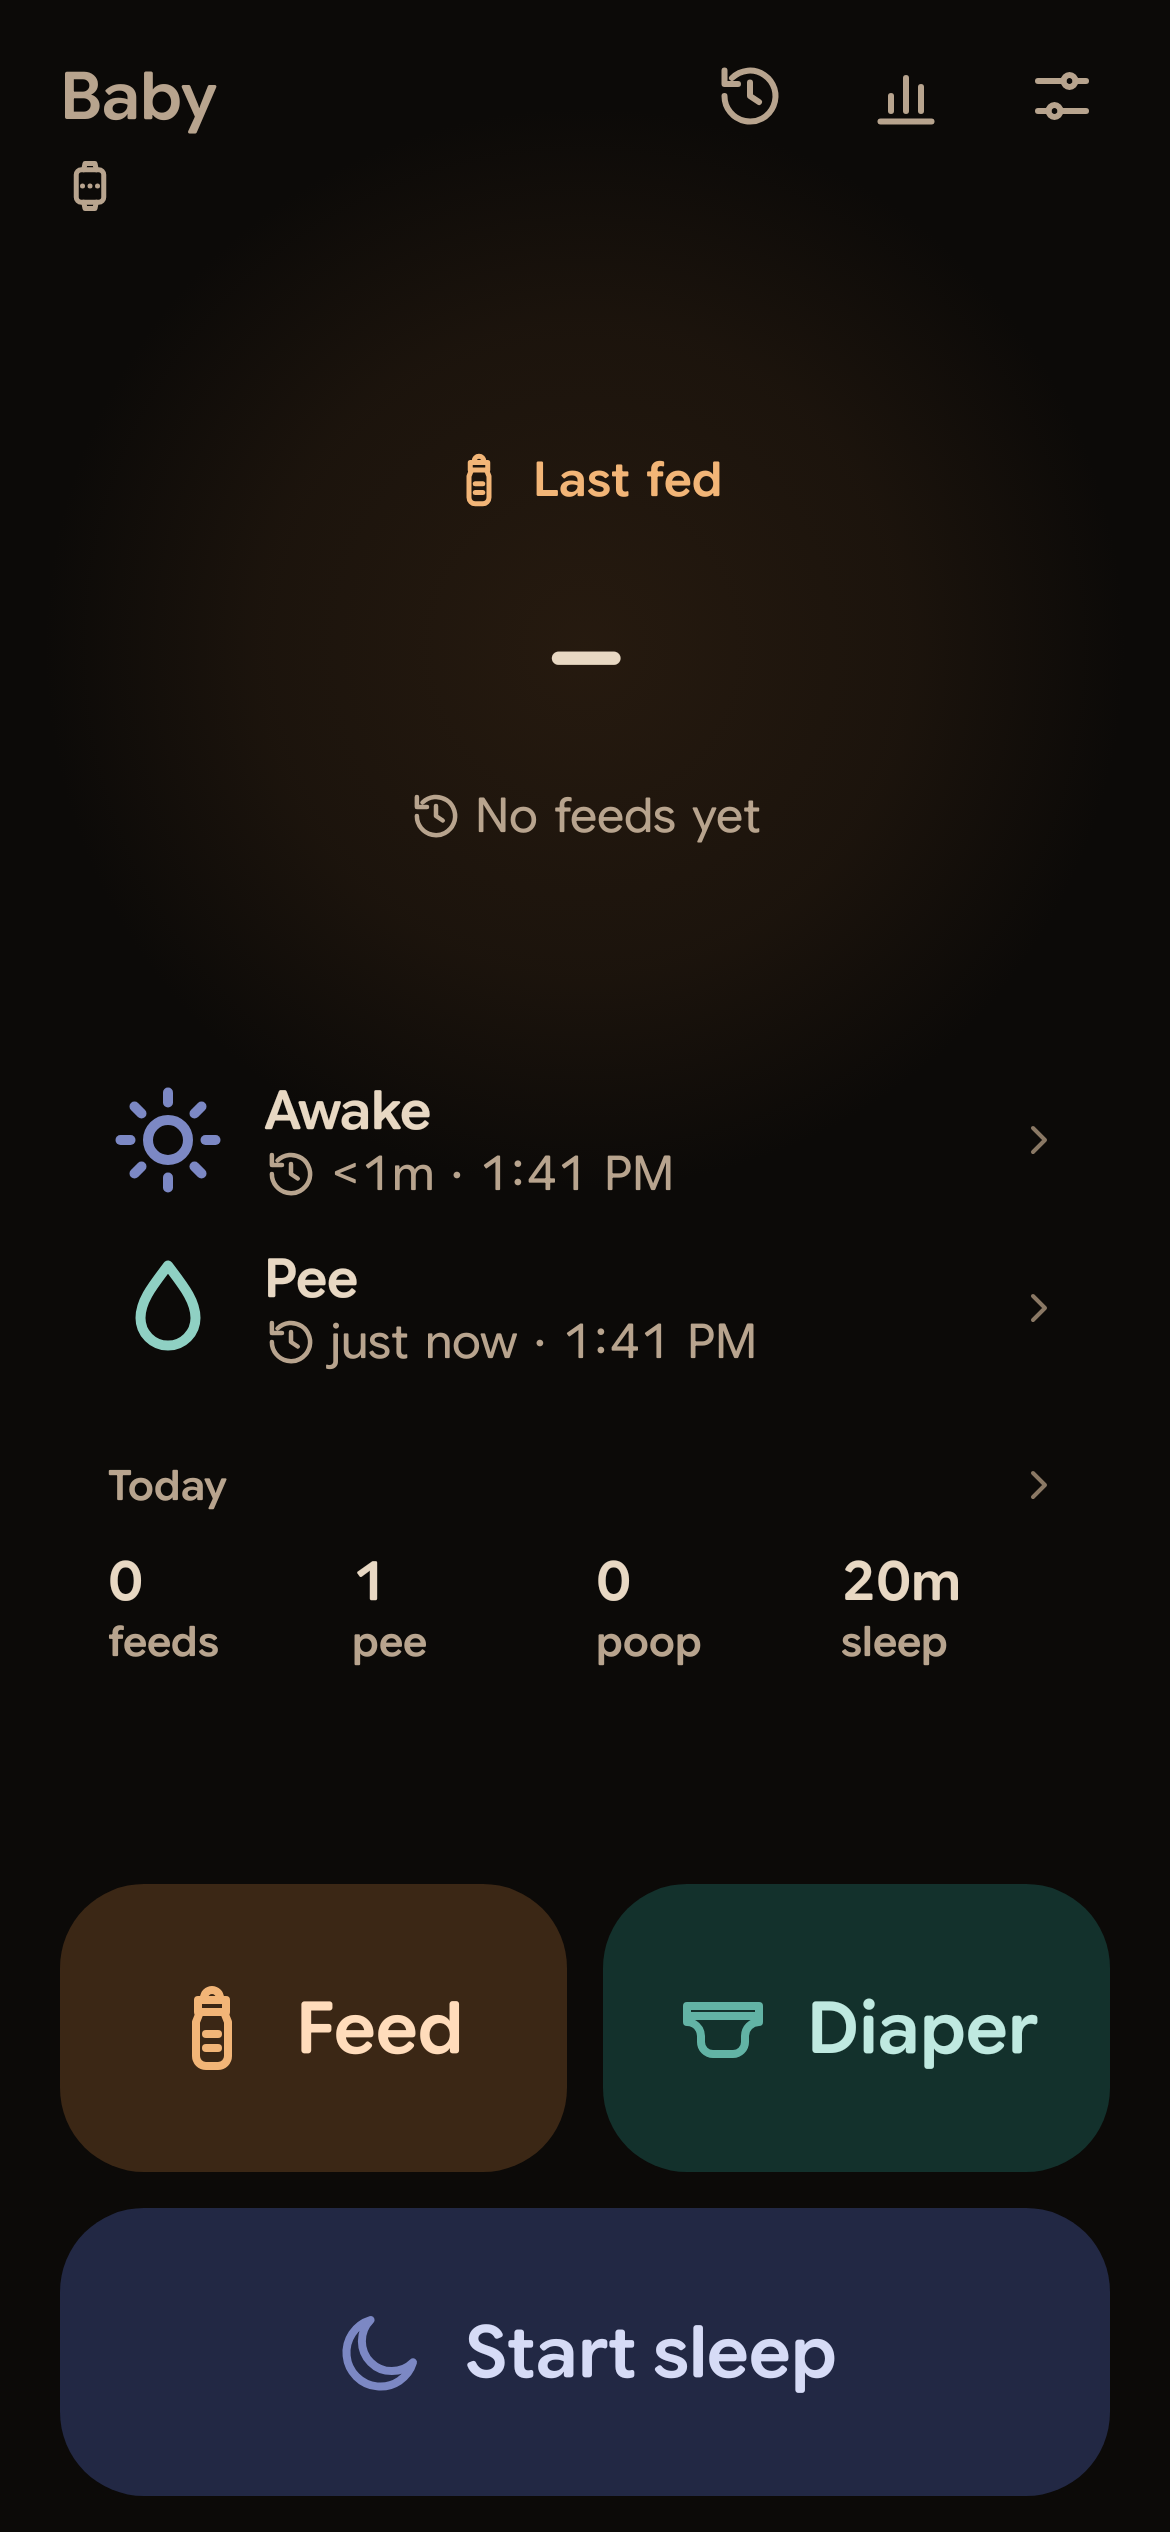 Baby
Last fed
–
No feeds yet
Awake
<1m · 1:41 PM
Pee
just now · 1:41 PM
Today
0 1 0 20m
feeds pee poop sleep
Feed Diaper
Start sleep